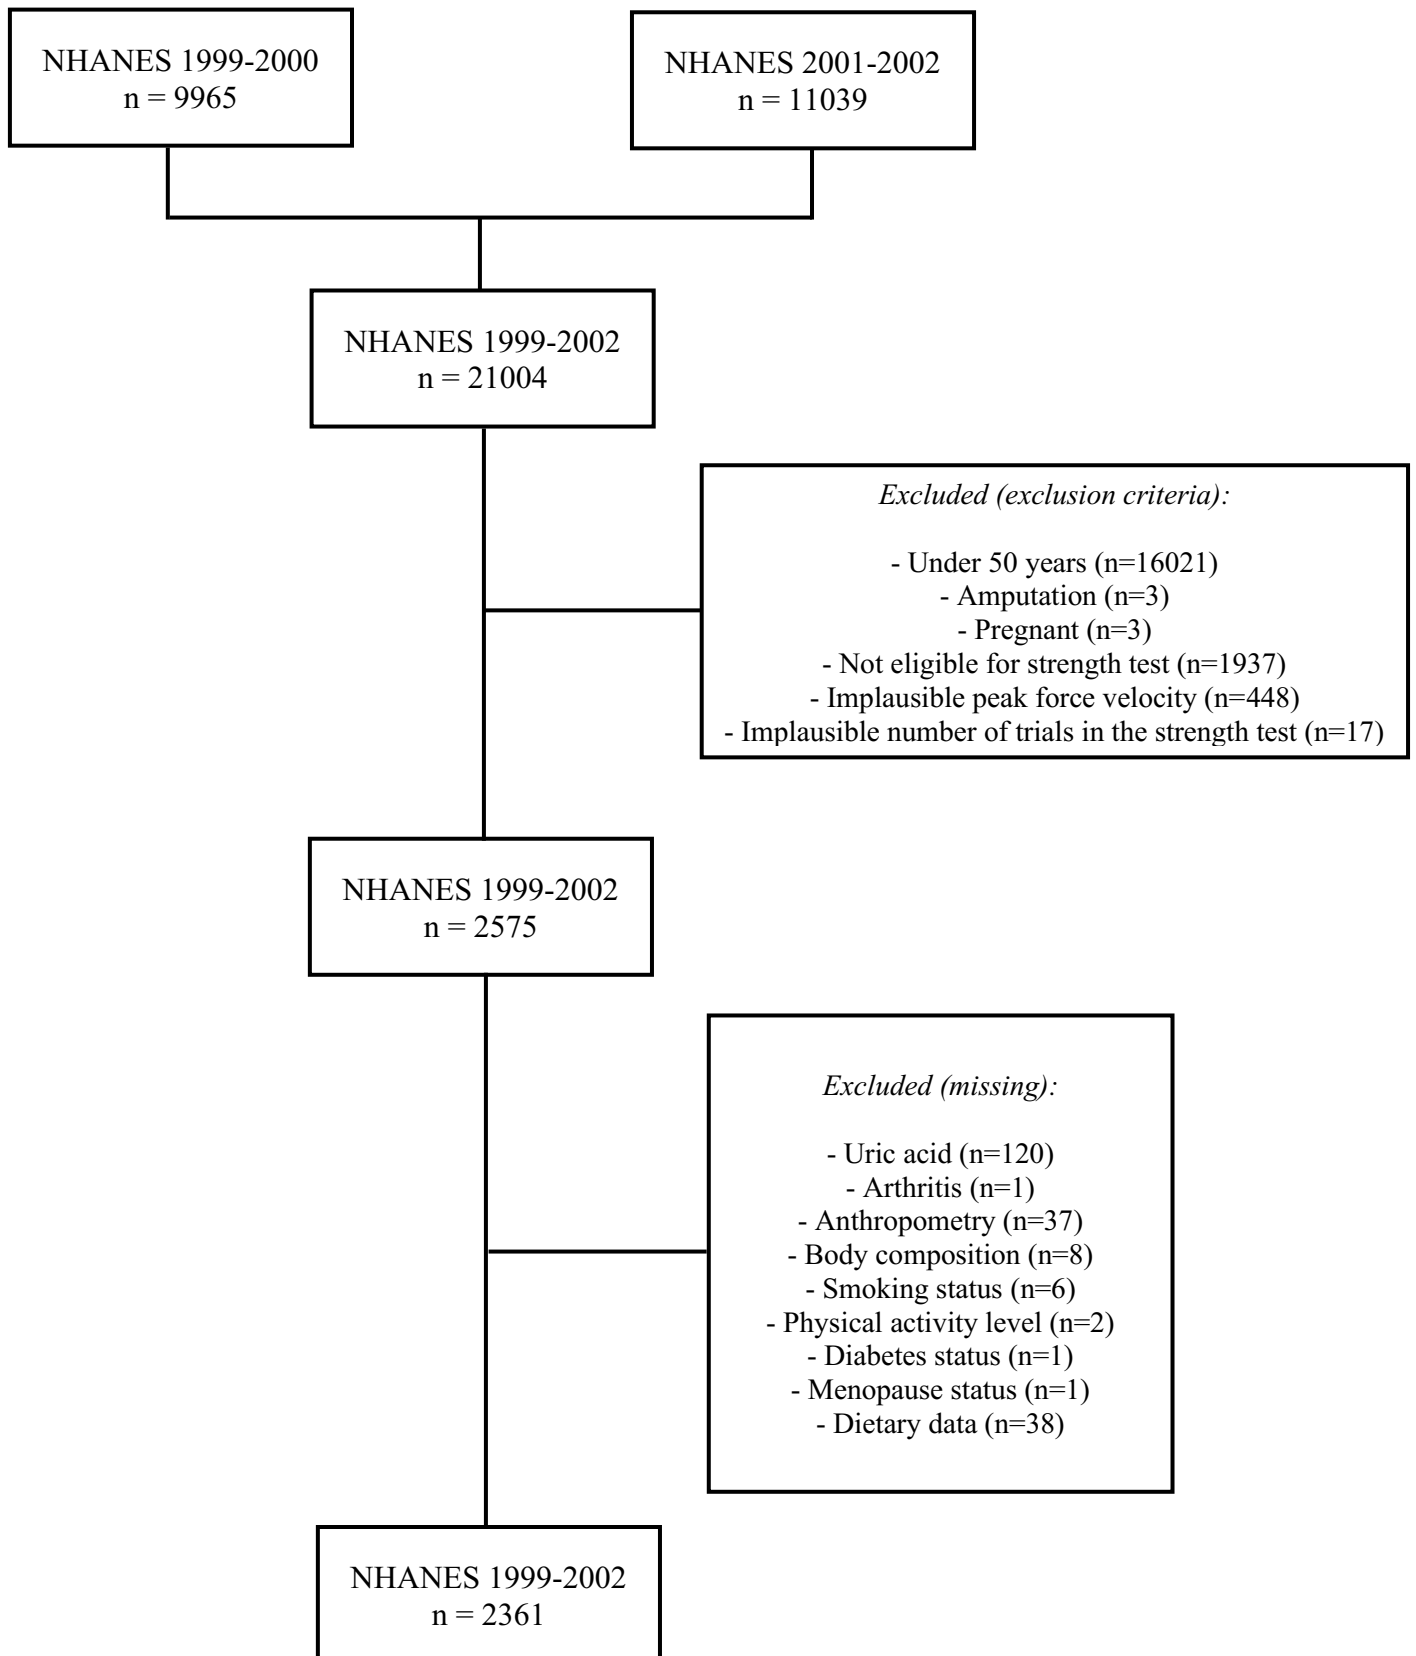 NHANES 1999-2000
n = 9965
NHANES 2001-2002
n = 11039
NHANES 1999-2002
n = 21004
Excluded (exclusion criteria):
- Under 50 years (n=16021)
- Amputation (n=3)
- Pregnant (n=3)
- Not eligible for strength test (n=1937)
- Implausible peak force velocity (n=448)
- Implausible number of trials in the strength test (n=17)
NHANES 1999-2002
n = 2575
Excluded (missing):
- Uric acid (n=120)
- Arthritis (n=1)
- Anthropometry (n=37)
- Body composition (n=8)
- Smoking status (n=6)
- Physical activity level (n=2)
- Diabetes status (n=1)
- Menopause status (n=1)
- Dietary data (n=38)
NHANES 1999-2002
n = 2361